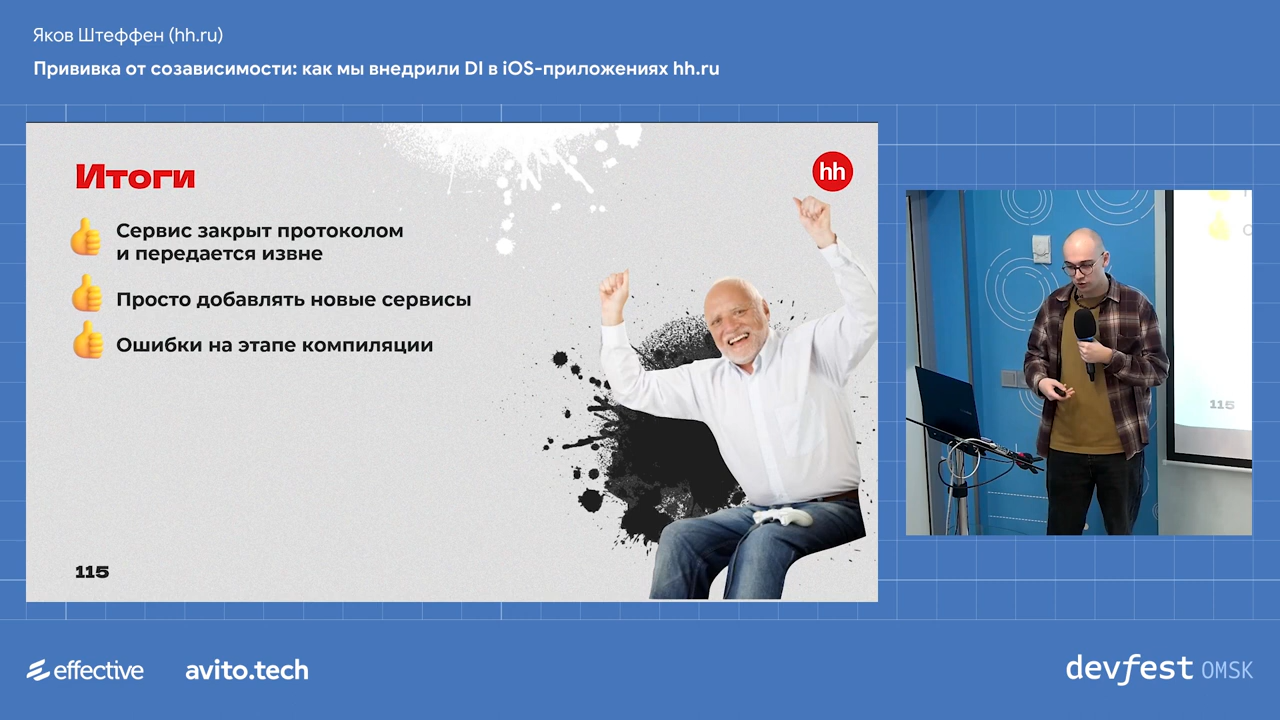 Яков Штеффен (hh.ru)
Прививка от созависимости: как мы внедрили DI в iOS-приложениях hh.ru
Итоги
hh
Сервис закрыт протоколом
и передается извне
Просто добавлять новые сервисы
Ошибки на этапе компиляции
115
115
effective
avito.tech
devfest OMSK